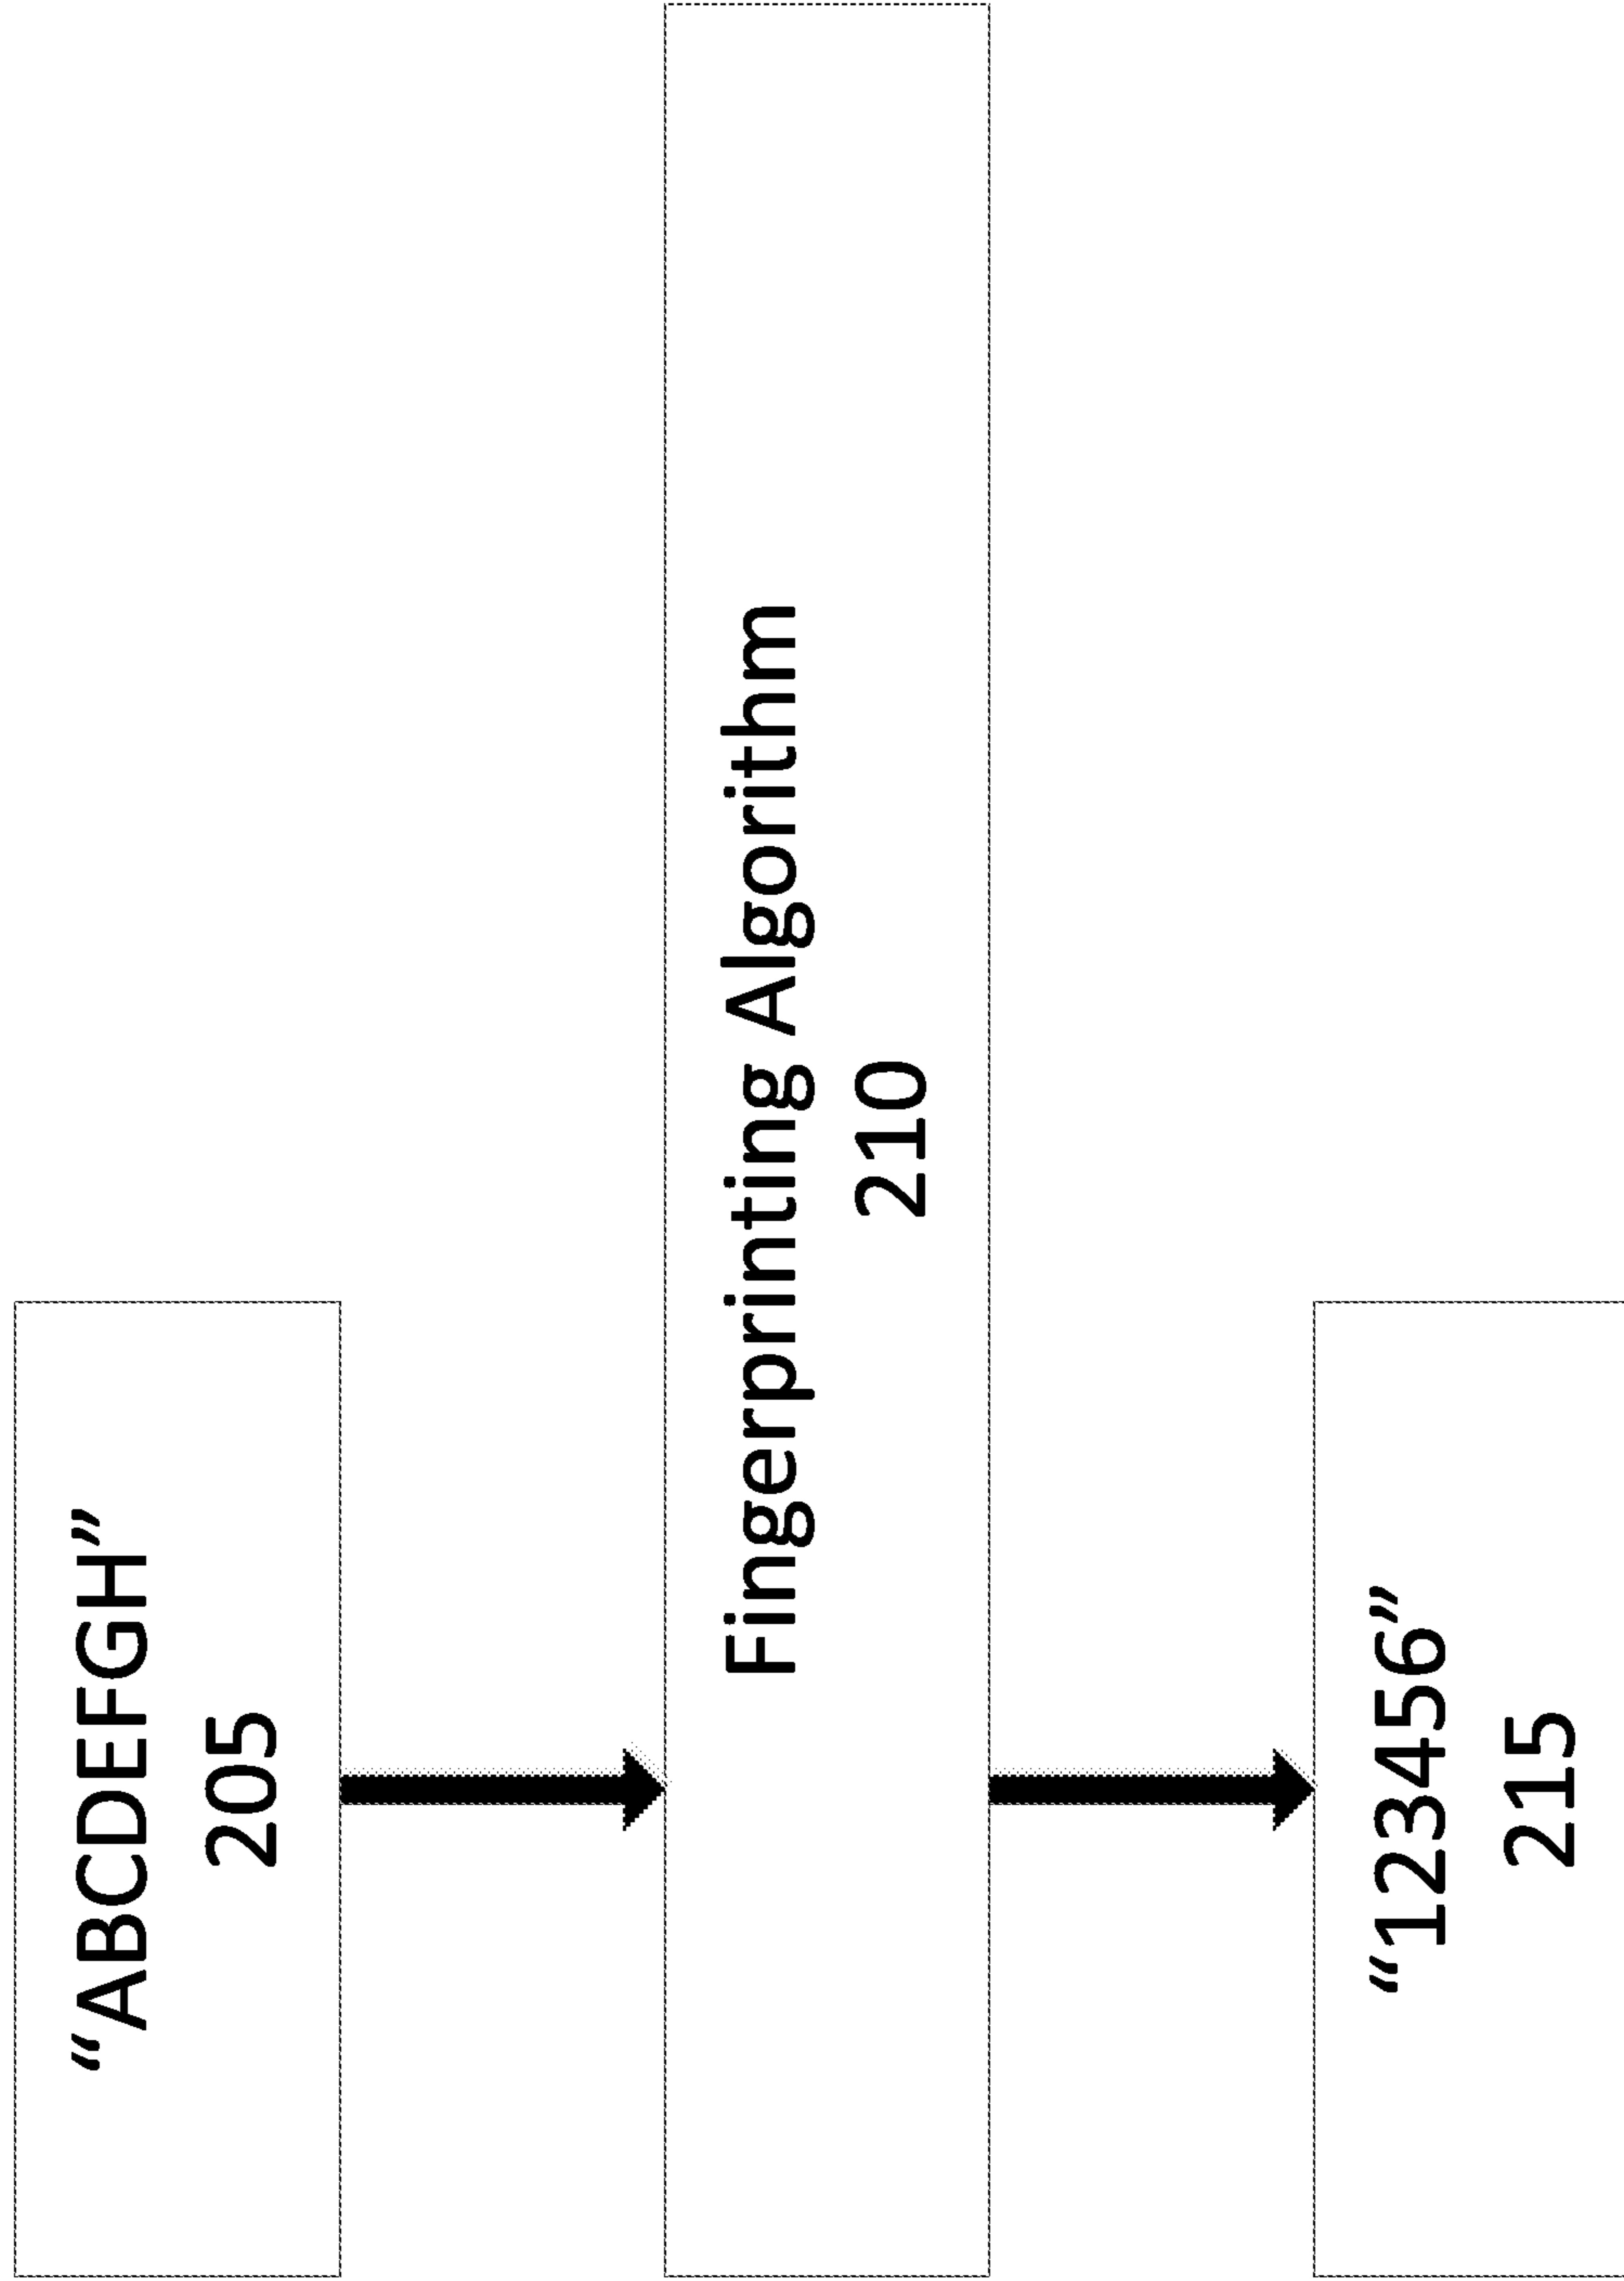 “ABCDEFGH”
205
Fingerprinting Algorithm
210
“123456”
215